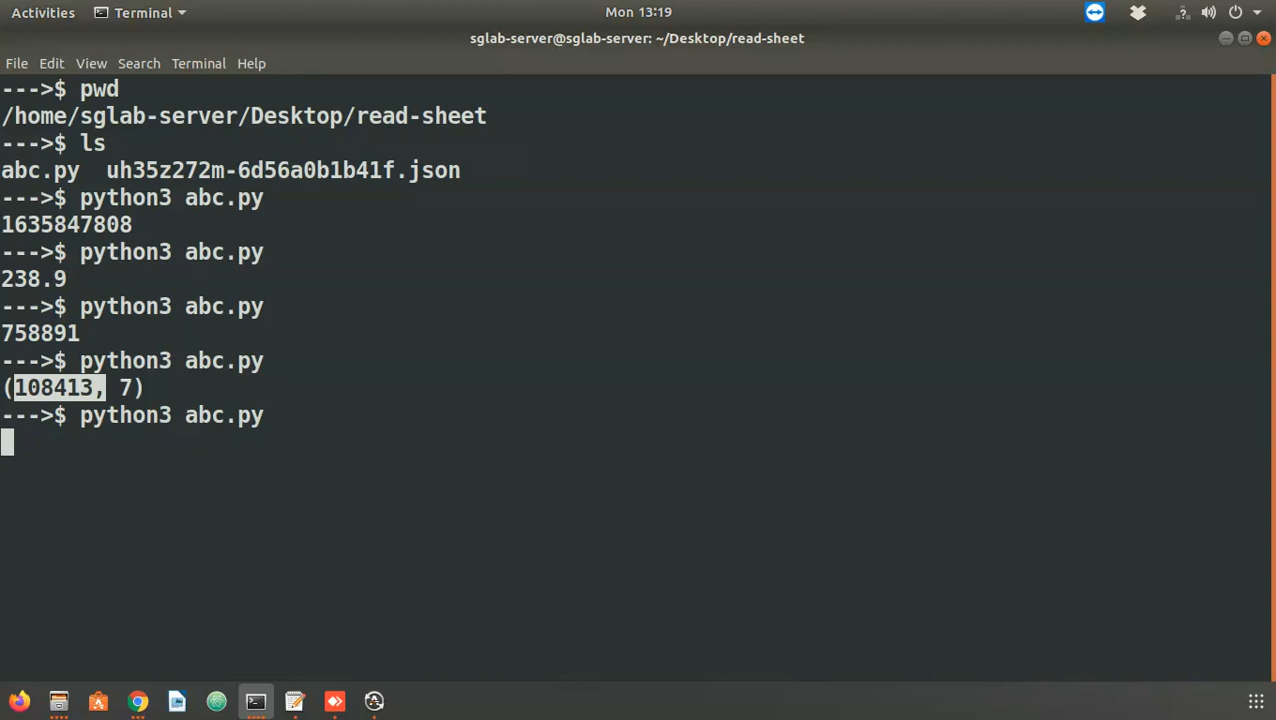 Activities Terminal Mon 13:19
sglab-server@sglab-server: ~/Desktop/read-sheet
File Edit View Search Terminal Help
--->$ pwd
/home/sglab-server/Desktop/read-sheet
--->$ ls
abc.py  uh35z272m-6d56a0b1b41f.json
--->$ python3 abc.py
1635847808
--->$ python3 abc.py
238.9
--->$ python3 abc.py
758891
--->$ python3 abc.py
(108413, 7)
--->$ python3 abc.py